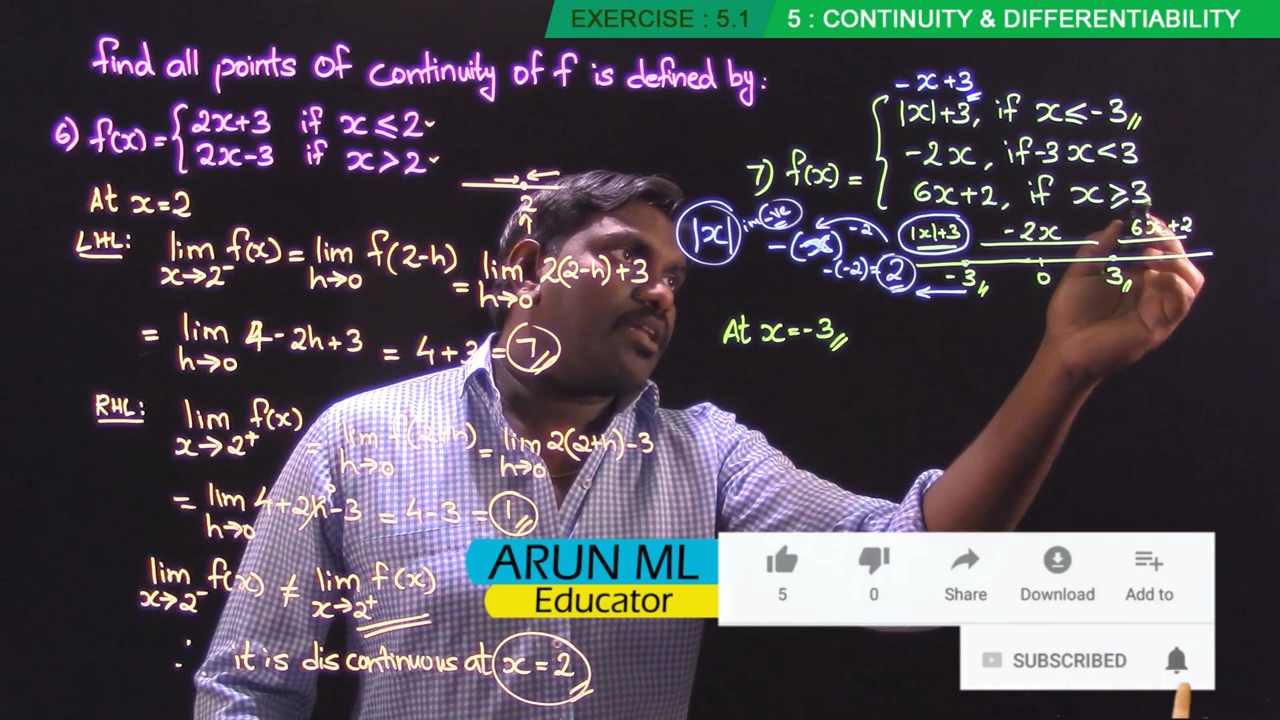 EXERCISE : 5.1
5 : CONTINUITY & DIFFERENTIABILITY
find all points of continuity of f is defined by:
6) f(x) = { 2x+3 if x ≤ 2
2x-3 if x > 2
At x=2
2
LHL: lim x→2⁻ f(x) = lim h→0 f(2-h) = lim h→0 2(2-h)+3
= lim h→0 4-2h+3 = 4+3 = 7
RHL: lim x→2⁺ f(x) = lim h→0 f(2+h) = lim h→0 2(2+h)-3
= lim h→0 4+2h-3 = 4-3 = 1
lim x→2⁻ f(x) ≠ lim x→2⁺ f(x)
∴ it is discontinuous at x=2
-x+3
7) f(x) = { |x|+3, if x≤-3
-2x, if -3 x<3
6x+2, if x≥3
|x| -ve -(-x) -2 |x|+3 -2x 6x+2
-(-2)=2 -3 0 3
At x=-3
ARUN ML
Educator
5 0 Share Download Add to
SUBSCRIBED